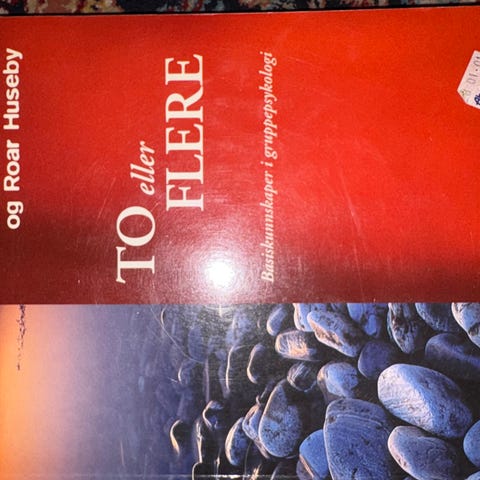 og Roar Huseby
TO eller
FLERE
Basiskunnskaper i gruppepsykologi